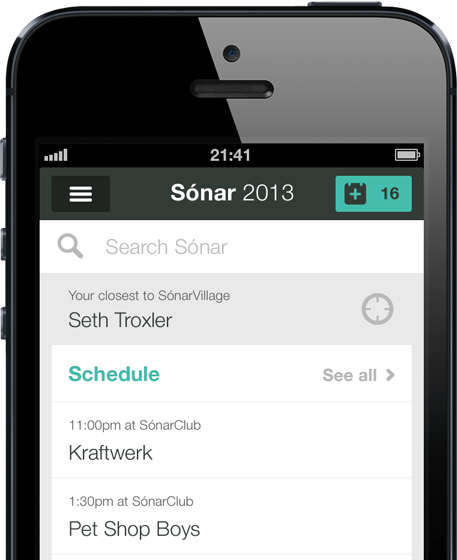 21:41
Sónar 2013
16
Search Sónar
Your closest to SónarVillage
Seth Troxler
Schedule
See all
11:00pm at SónarClub
Kraftwerk
1:30pm at SónarClub
Pet Shop Boys